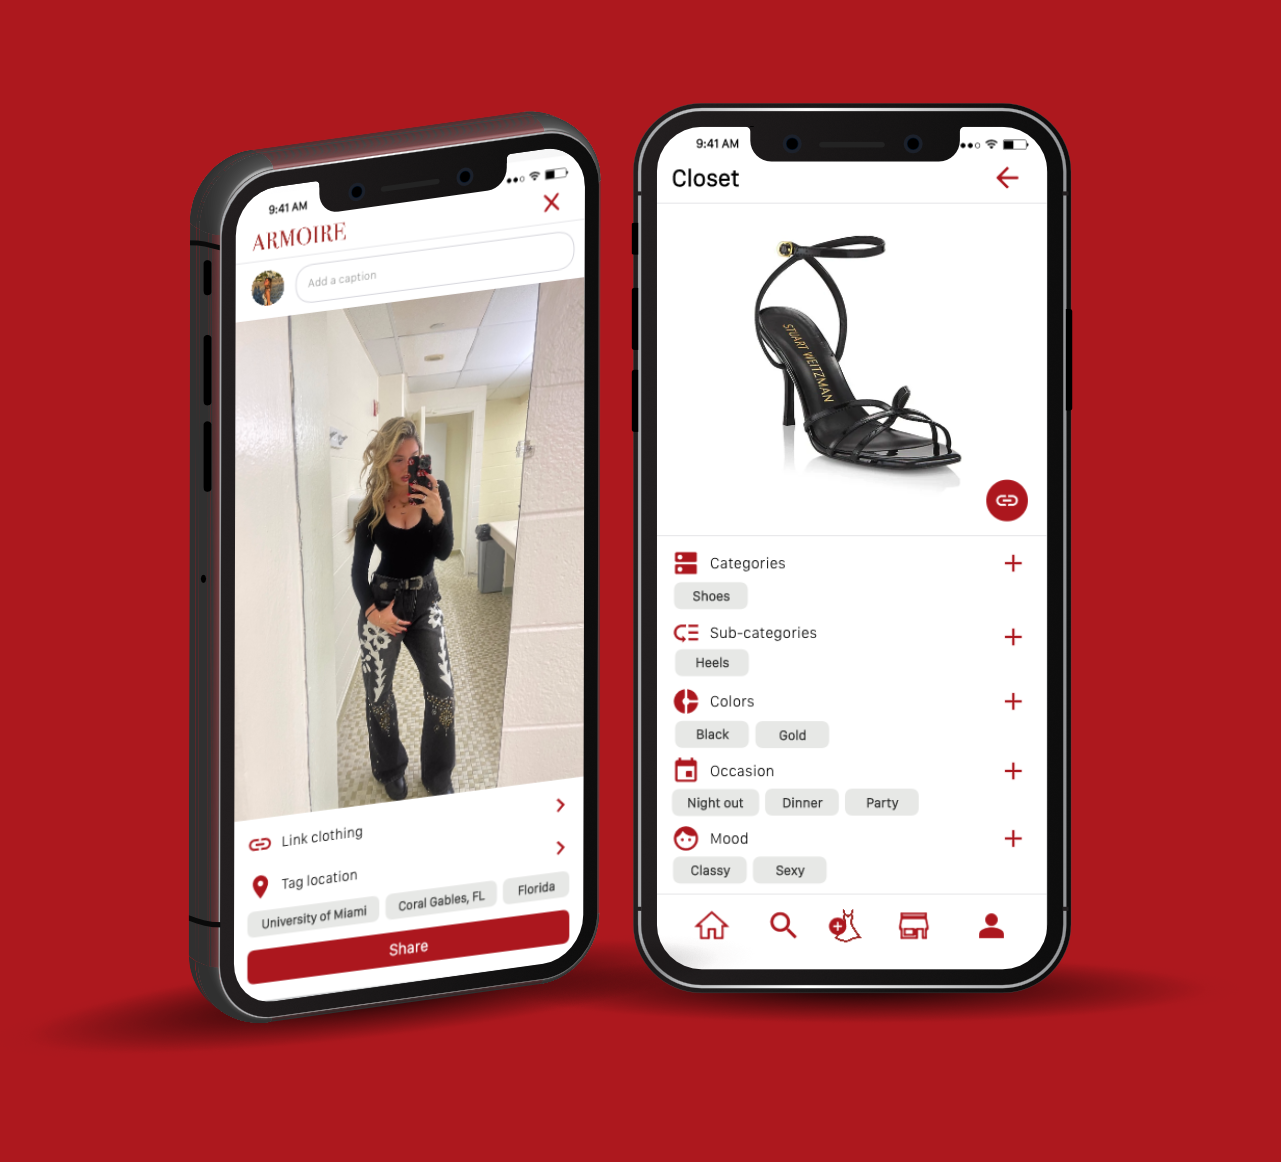 9:41 AM
ARMOIRE
Add a caption
Link clothing
Tag location
University of Miami
Coral Gables, FL
Florida
Share
9:41 AM
Closet
STUART WEITZMAN
Categories
Shoes
Sub-categories
Heels
Colors
Black
Gold
Occasion
Night out
Dinner
Party
Mood
Classy
Sexy